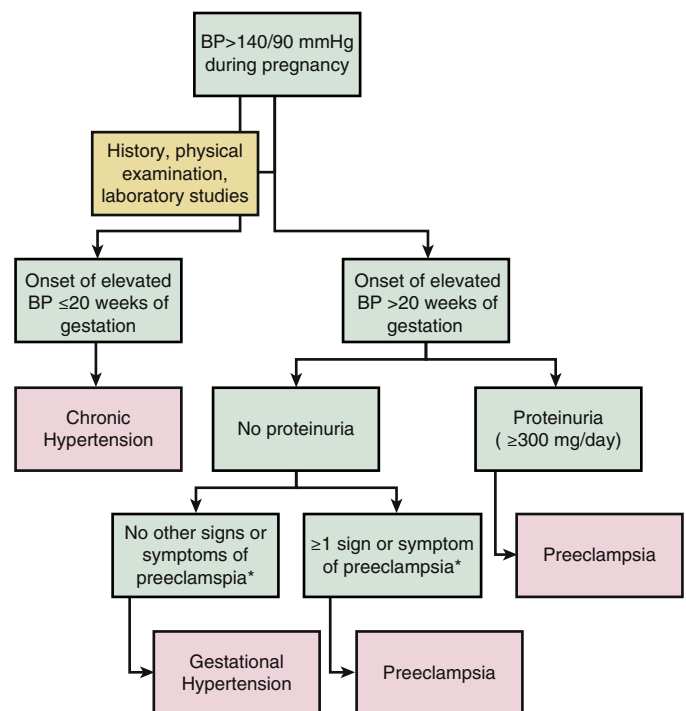 BP>140/90 mmHg
during pregnancy
History, physical
examination,
laboratory studies
Onset of elevated
BP ≤20 weeks of
gestation
Onset of elevated
BP >20 weeks of
gestation
Chronic
Hypertension
No proteinuria
Proteinuria
( ≥300 mg/day)
No other signs or
symptoms of
preeclamspia*
≥1 sign or symptom
of preeclampsia*
Preeclampsia
Gestational
Hypertension
Preeclampsia